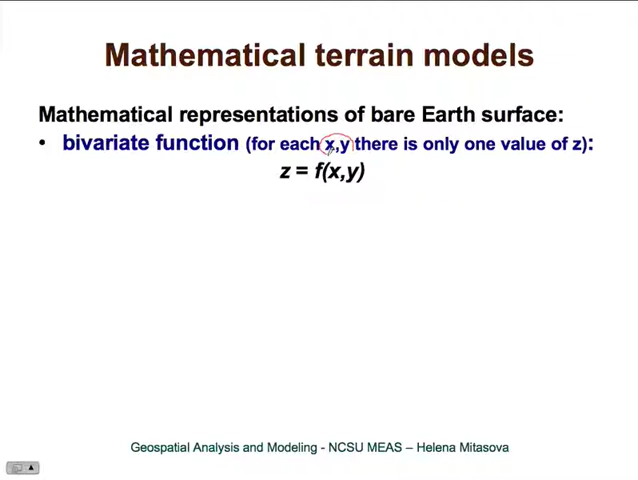 Mathematical terrain models
Mathematical representations of bare Earth surface:
• bivariate function (for each x,y there is only one value of z):
z = f(x,y)
Geospatial Analysis and Modeling - NCSU MEAS – Helena Mitasova